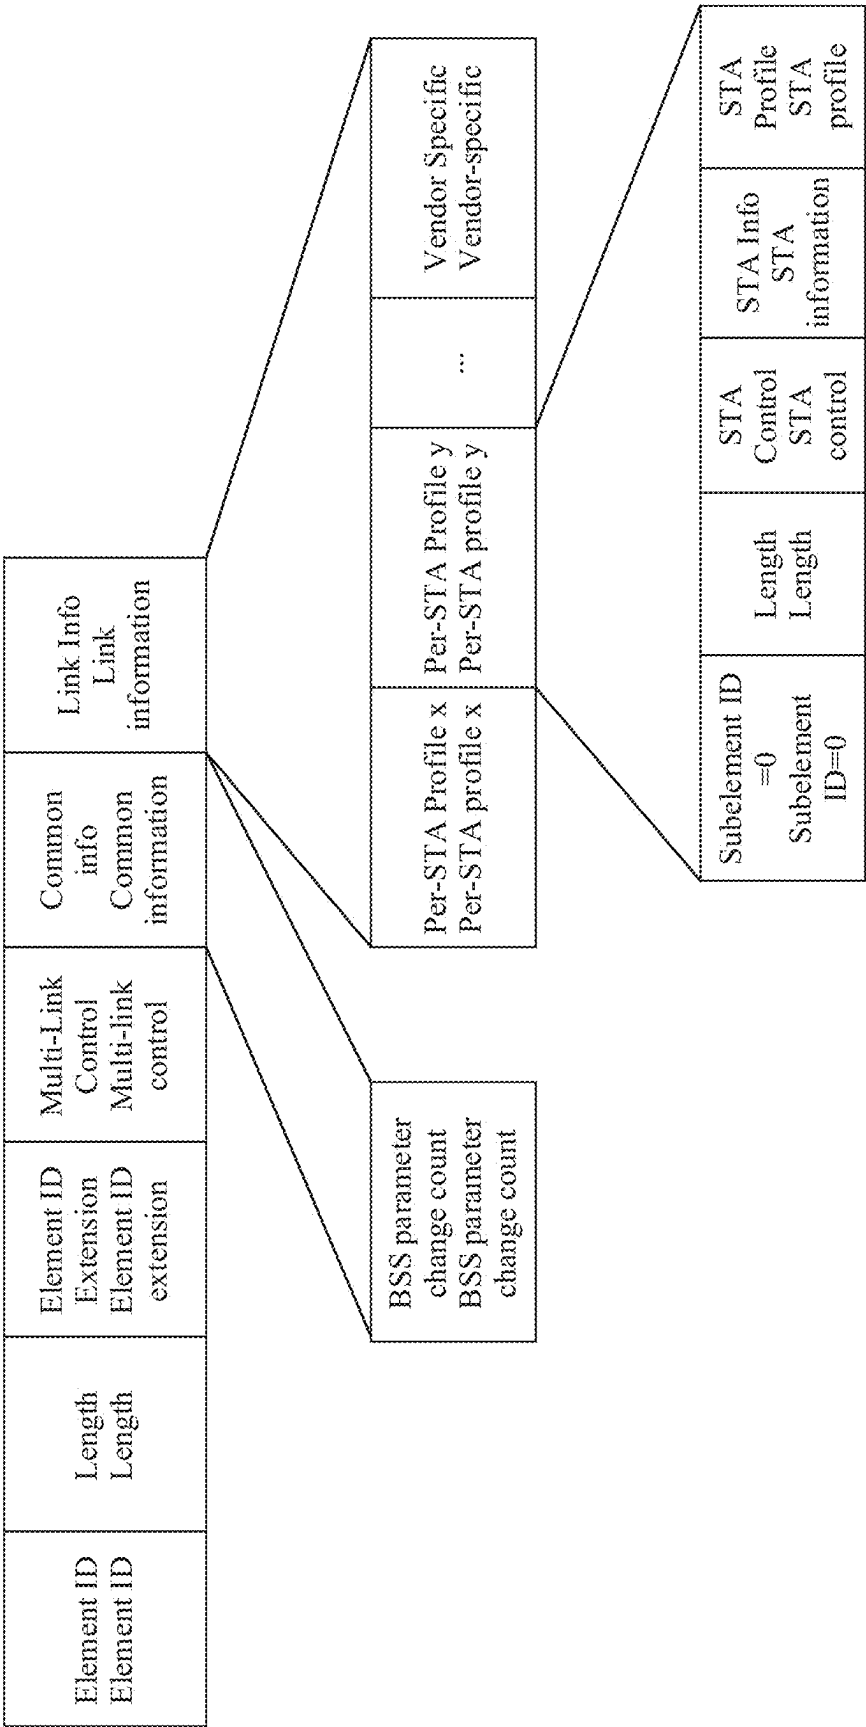 Element ID
Element ID
Length
Length
Element ID
Extension
Element ID
extension
Multi-Link
Control
Multi-link
control
Common
info
Common
information
Link Info
Link
information
BSS parameter
change count
BSS parameter
change count
Per-STA Profile x
Per-STA profile x
Per-STA Profile y
Per-STA profile y
...
Vendor Specific
Vendor-specific
Subelement ID
=0
Subelement
ID=0
Length
Length
STA
Control
STA
control
STA Info
STA
information
STA
Profile
STA
profile